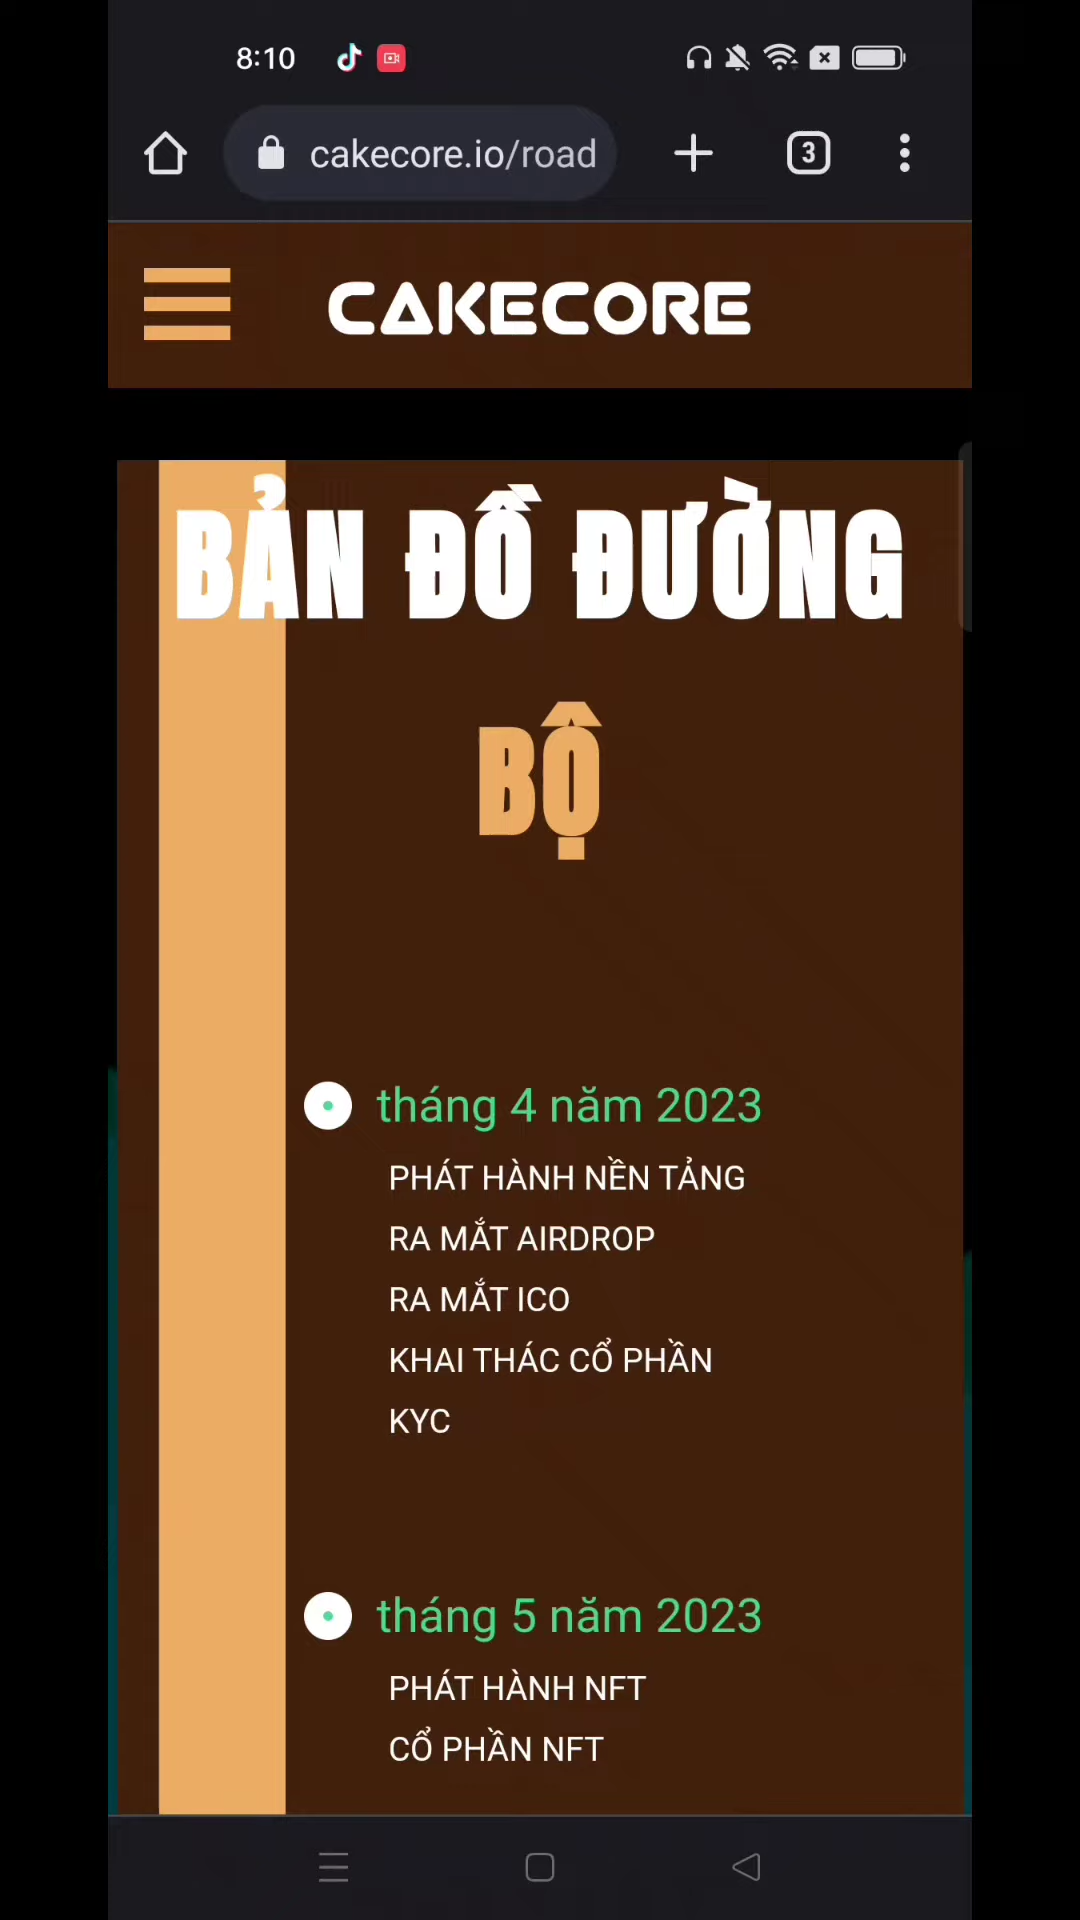 8:10
cakecore.io/road
3
CAKECORE
BẢN ĐỒ ĐƯỜNG
BỘ
tháng 4 năm 2023
PHÁT HÀNH NỀN TẢNG
RA MẮT AIRDROP
RA MẮT ICO
KHAI THÁC CỔ PHẦN
KYC
tháng 5 năm 2023
PHÁT HÀNH NFT
CỔ PHẦN NFT